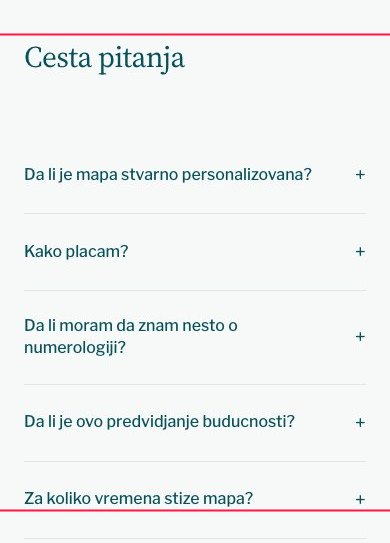 Cesta pitanja
Da li je mapa stvarno personalizovana? +
Kako placam? +
Da li moram da znam nesto o
numerologiji? +
Da li je ovo predvidjanje buducnosti? +
Za koliko vremena stize mapa? +